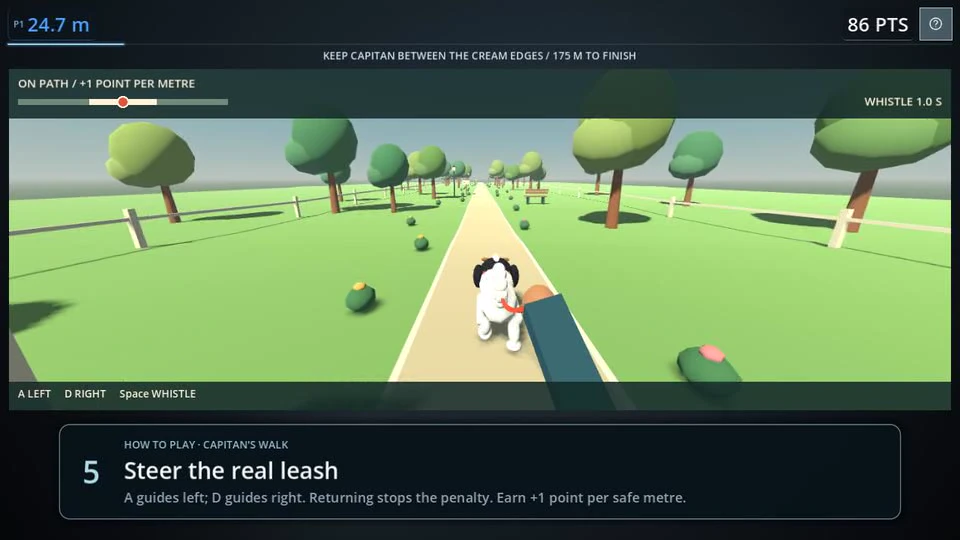 P1 24.7 m
86 PTS
KEEP CAPITAN BETWEEN THE CREAM EDGES / 175 M TO FINISH
ON PATH / +1 POINT PER METRE
WHISTLE 1.0 S
A LEFT D RIGHT Space WHISTLE
HOW TO PLAY · CAPITAN'S WALK
5 Steer the real leash
A guides left; D guides right. Returning stops the penalty. Earn +1 point per safe metre.